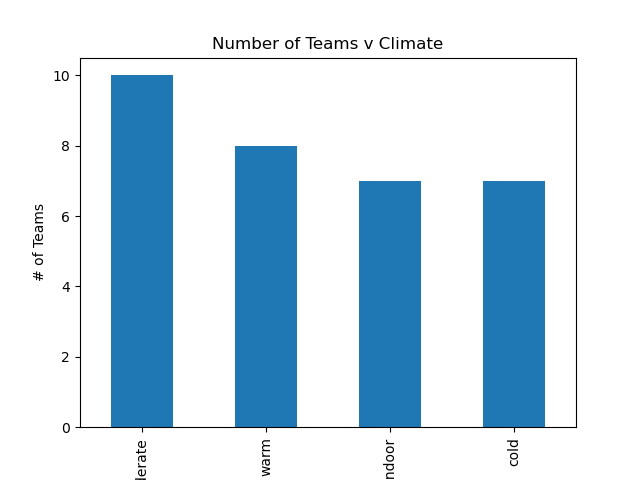 Number of Teams v Climate
# of Teams
10
8
6
4
2
0
lerate
warm
ndoor
cold